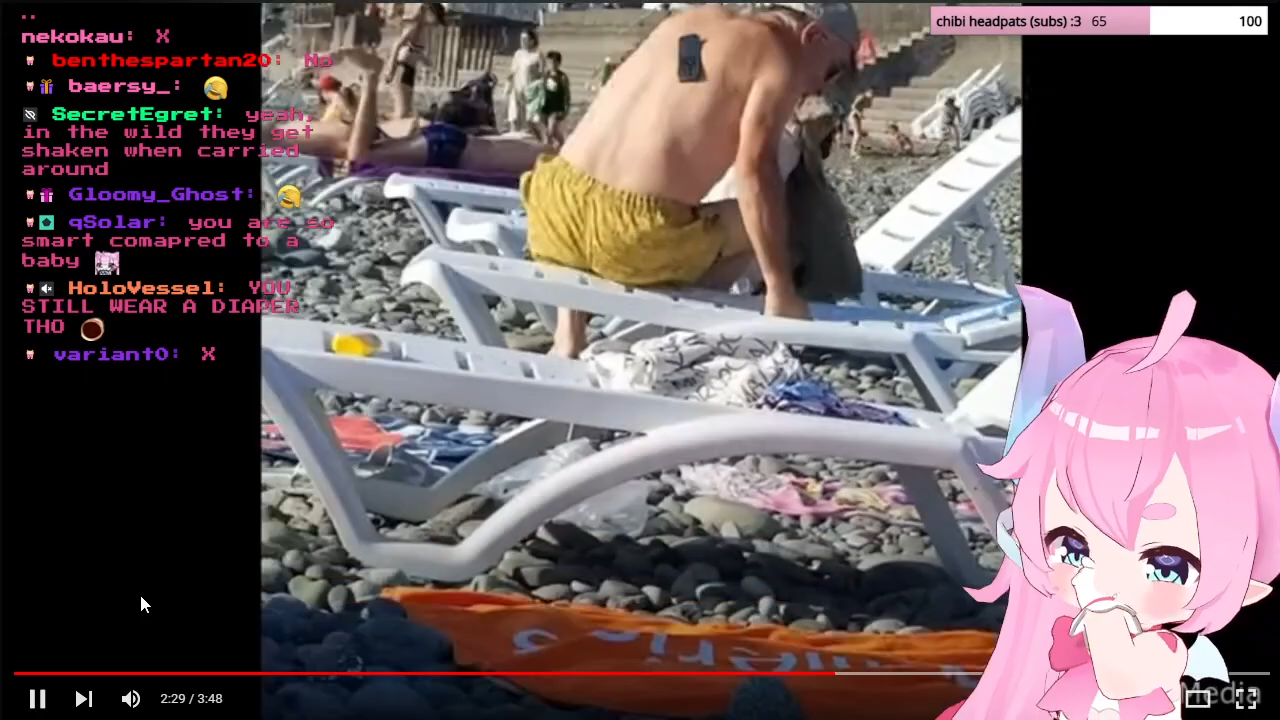 ..
nekokau: X
benthespartan20: No
baersy_:
SecretEgret: yeah,
in the wild they get
shaken when carried
around
Gloomy_Ghost:
qSolar: you are so
smart comapred to a
baby
HoloVessel: YOU
STILL WEAR A DIAPER
THO
variant0: X
chibi headpats (subs) :3 65 100
2:29 / 3:48
Media